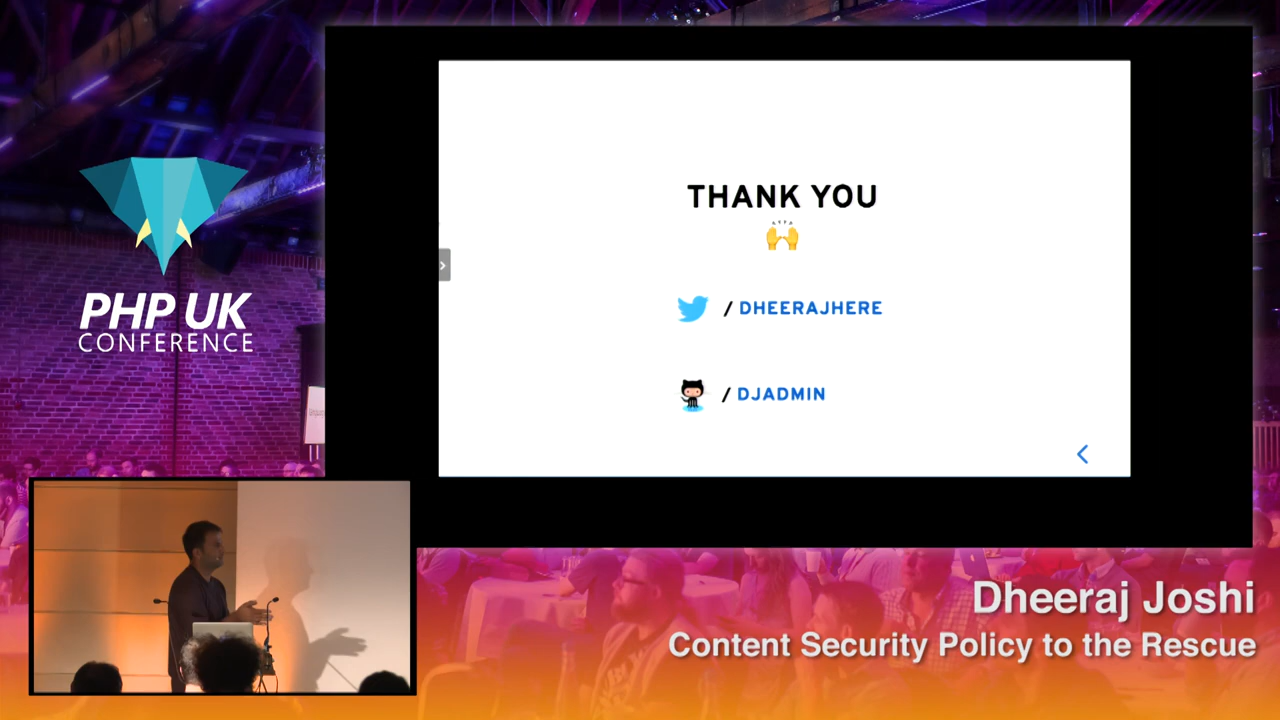 THANK YOU
/ DHEERAJHERE
/ DJADMIN
PHP UK
CONFERENCE
Dheeraj Joshi
Content Security Policy to the Rescue